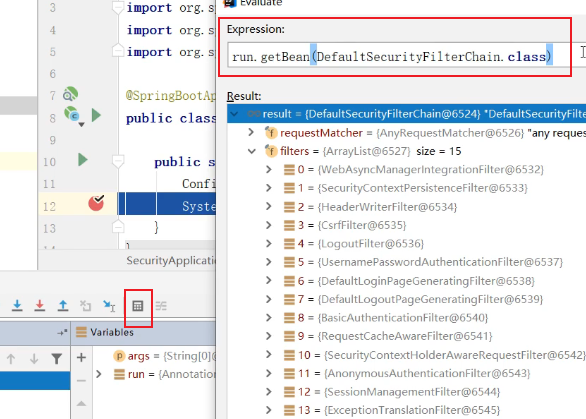 Evaluate
Expression:
run.getBean(DefaultSecurityFilterChain.class)
Result:
result = {DefaultSecurityFilterChain@6524} "DefaultSecurityFilte
requestMatcher = {AnyRequestMatcher@6526} "any reques
filters = {ArrayList@6527} size = 15
0 = {WebAsyncManagerIntegrationFilter@6532}
1 = {SecurityContextPersistenceFilter@6533}
2 = {HeaderWriterFilter@6534}
3 = {CsrfFilter@6535}
4 = {LogoutFilter@6536}
5 = {UsernamePasswordAuthenticationFilter@6537}
6 = {DefaultLoginPageGeneratingFilter@6538}
7 = {DefaultLogoutPageGeneratingFilter@6539}
8 = {BasicAuthenticationFilter@6540}
9 = {RequestCacheAwareFilter@6541}
10 = {SecurityContextHolderAwareRequestFilter@6542}
11 = {AnonymousAuthenticationFilter@6543}
12 = {SessionManagementFilter@6544}
13 = {ExceptionTranslationFilter@6545}
3 import org.s
4 import org.s
5 import org.s
6
7 @SpringBootAp
8 public class
9
10 public s
11 Confi
12 Syste
13 }
14 }
SecurityApplicatio
Variables
args = {String[0]@
run = {Annotation